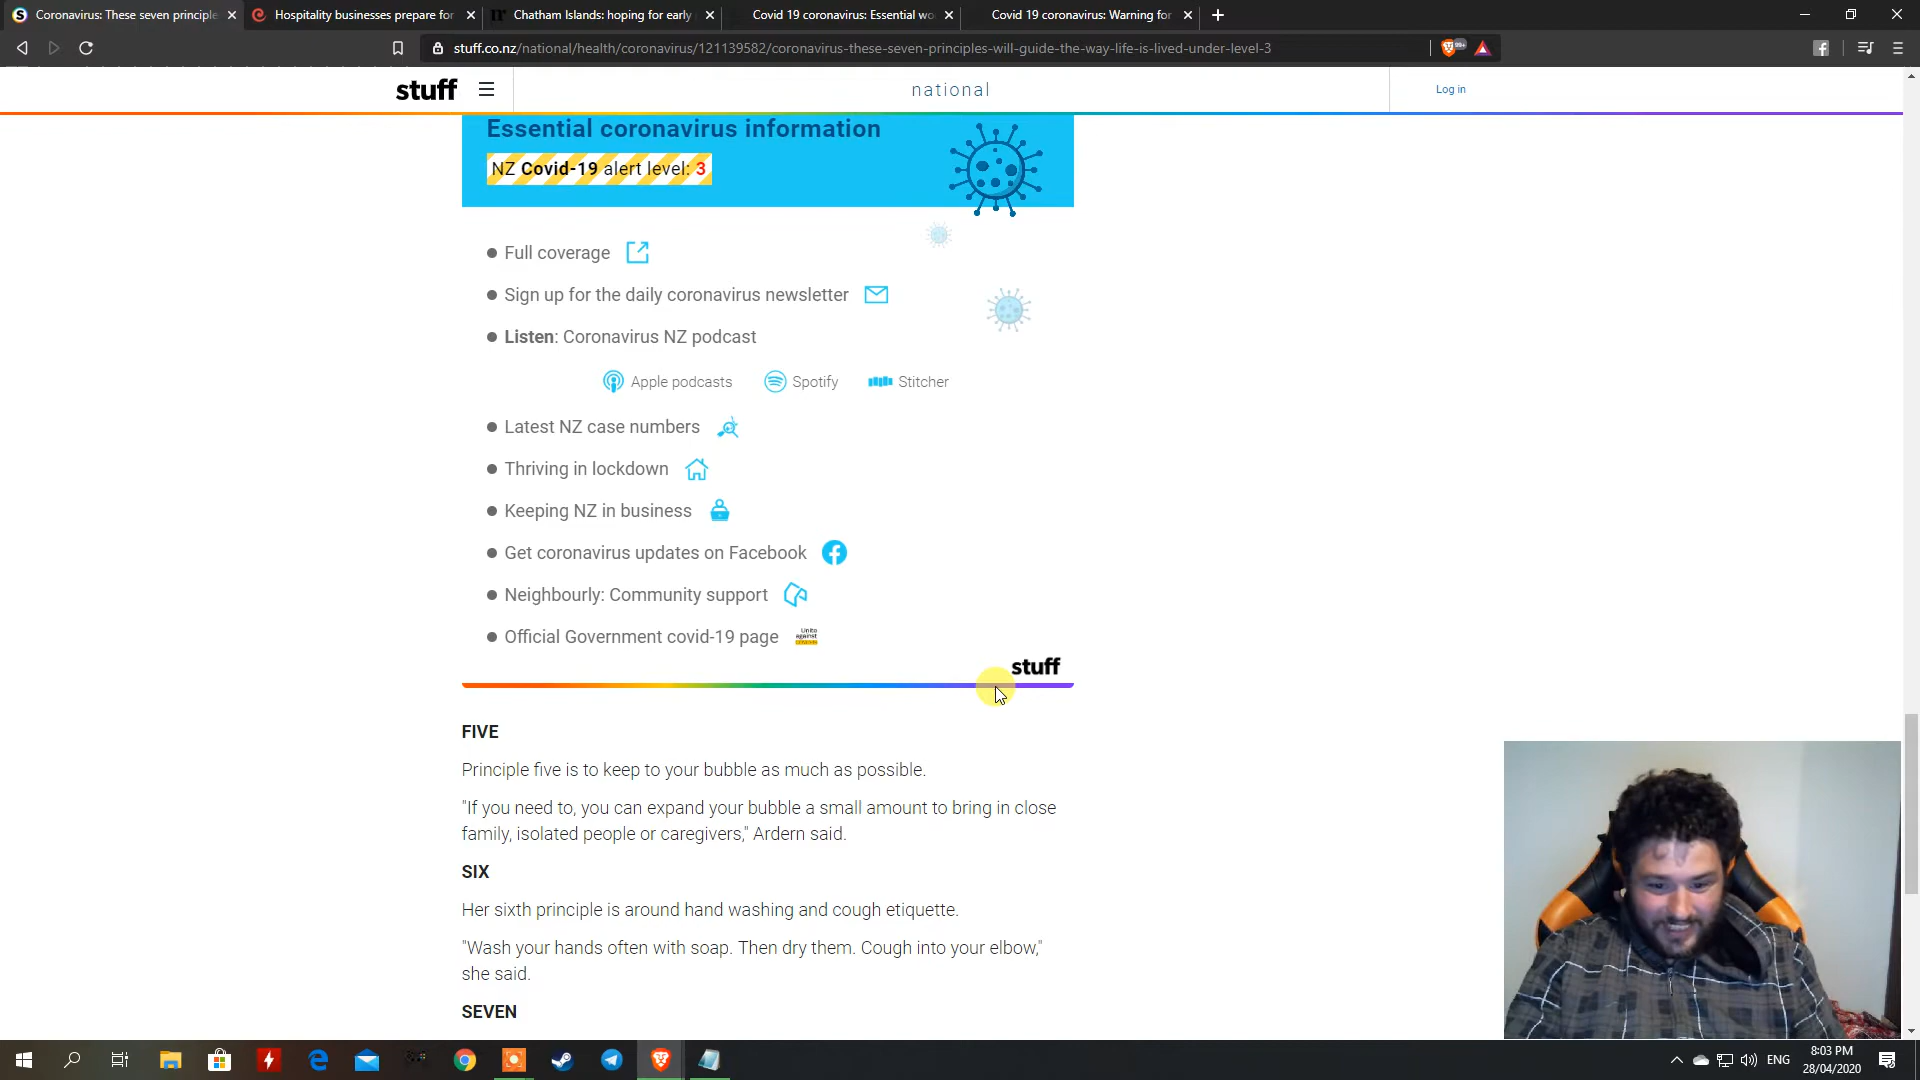 Coronavirus: These seven principle
Hospitality businesses prepare for
Chatham Islands: hoping for early
Covid 19 coronavirus: Essential wo
Covid 19 coronavirus: Warning for
stuff.co.nz/national/health/coronavirus/121139582/coronavirus-these-seven-principles-will-guide-the-way-life-is-lived-under-level-3
99+
stuff
national
Log in
Essential coronavirus information
NZ Covid-19 alert level: 3
Full coverage
Sign up for the daily coronavirus newsletter
Listen: Coronavirus NZ podcast
Apple podcasts Spotify Stitcher
Latest NZ case numbers
Thriving in lockdown
Keeping NZ in business
Get coronavirus updates on Facebook
Neighbourly: Community support
Official Government covid-19 page
Unite against
stuff
FIVE
Principle five is to keep to your bubble as much as possible.
"If you need to, you can expand your bubble a small amount to bring in close
family, isolated people or caregivers," Ardern said.
SIX
Her sixth principle is around hand washing and cough etiquette.
"Wash your hands often with soap. Then dry them. Cough into your elbow,"
she said.
SEVEN
ENG
8:03 PM
28/04/2020